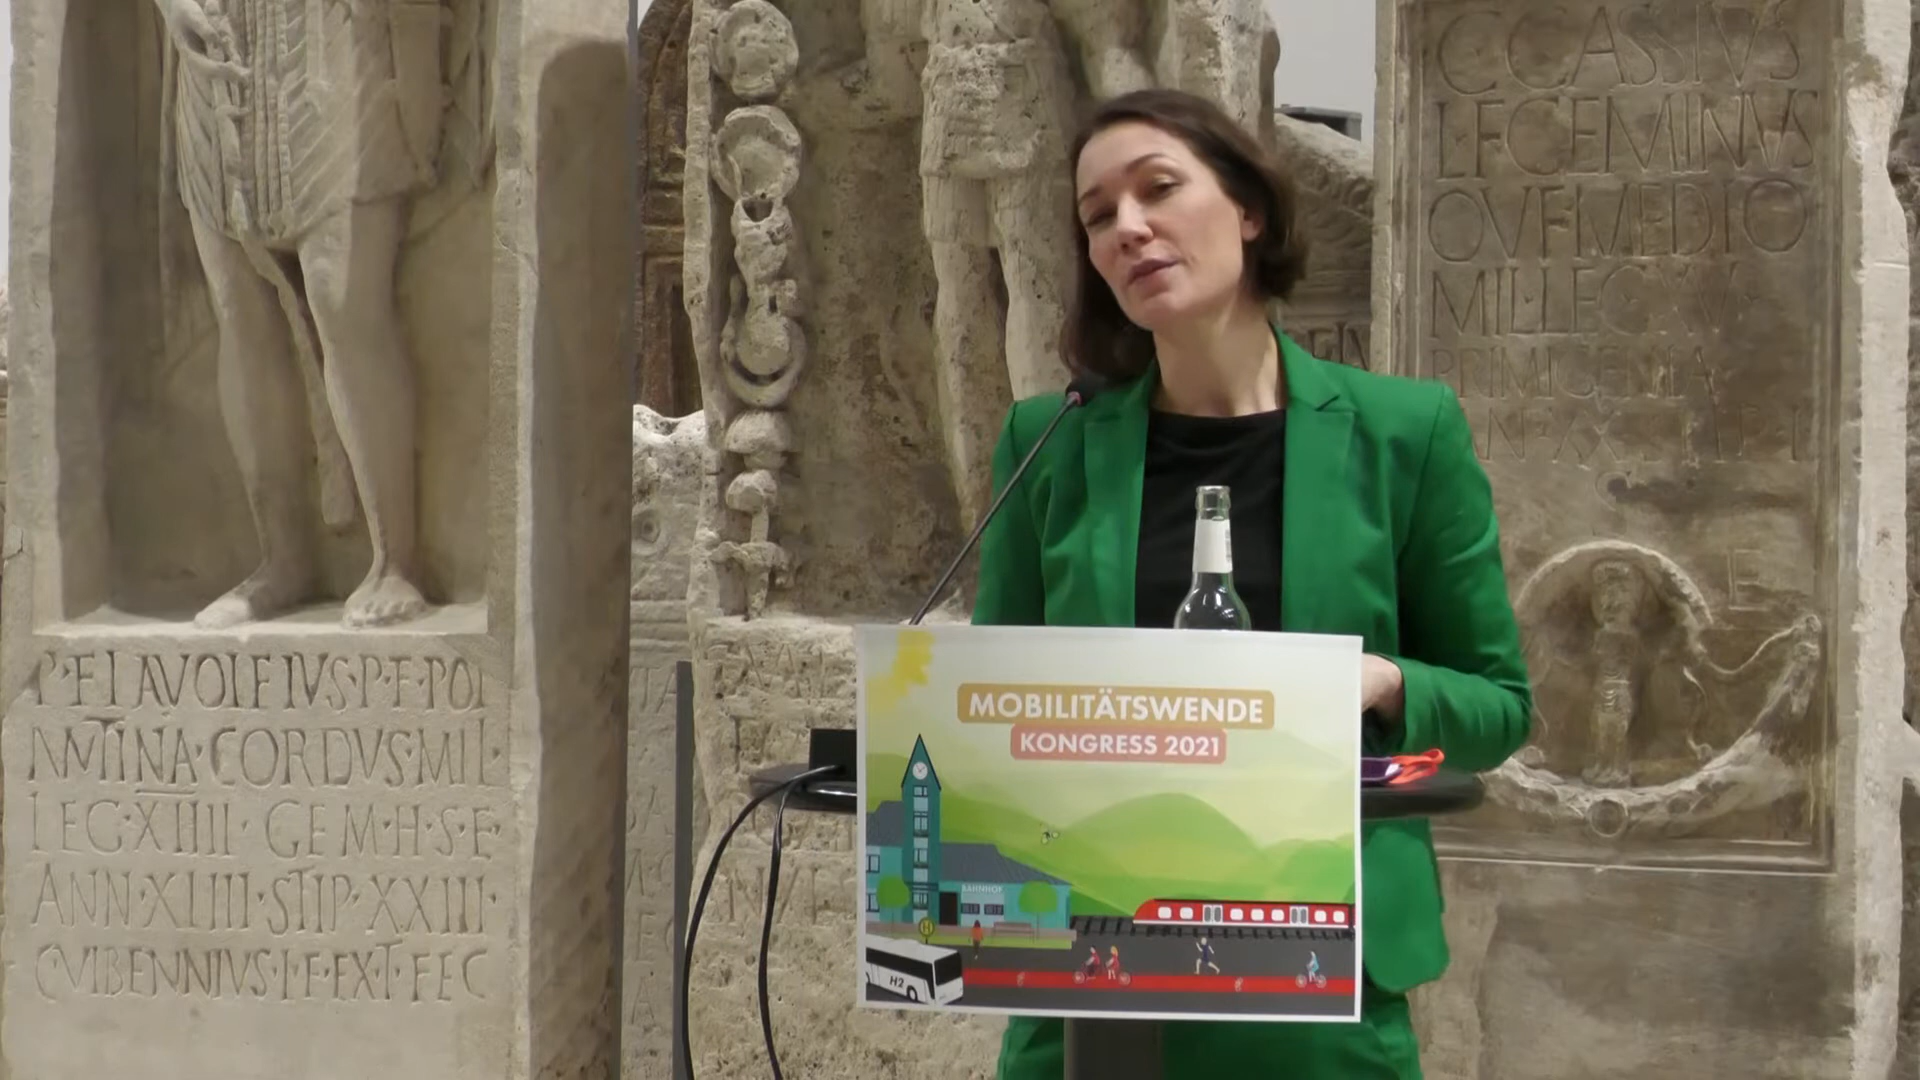 P·FLAVOLEIVS·P·F·POL
MVTINA·CORDVS·MIL·
LEG·XIIII·GEM·H·S·E
ANN·XLIII·STIP·XXIII·
C·VIBENNIVS·L·F·EX·T·FEC
C·CASSIVS
L·F·GEMINVS
OVF·MEDIO
MIL·LEG·XXII·
PRIMIGENIA
MOBILITÄTSWENDE
KONGRESS 2021
BAHNHOF
H
H2